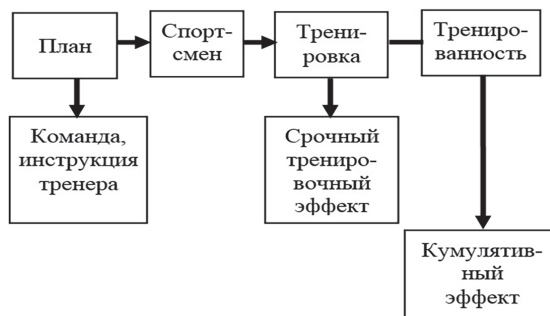 План
Спорт-
смен
Трени-
ровка
Трениро-
ванность
Команда,
инструкция
тренера
Срочный
трениро-
вочный
эффект
Кумулятив-
ный
эффект